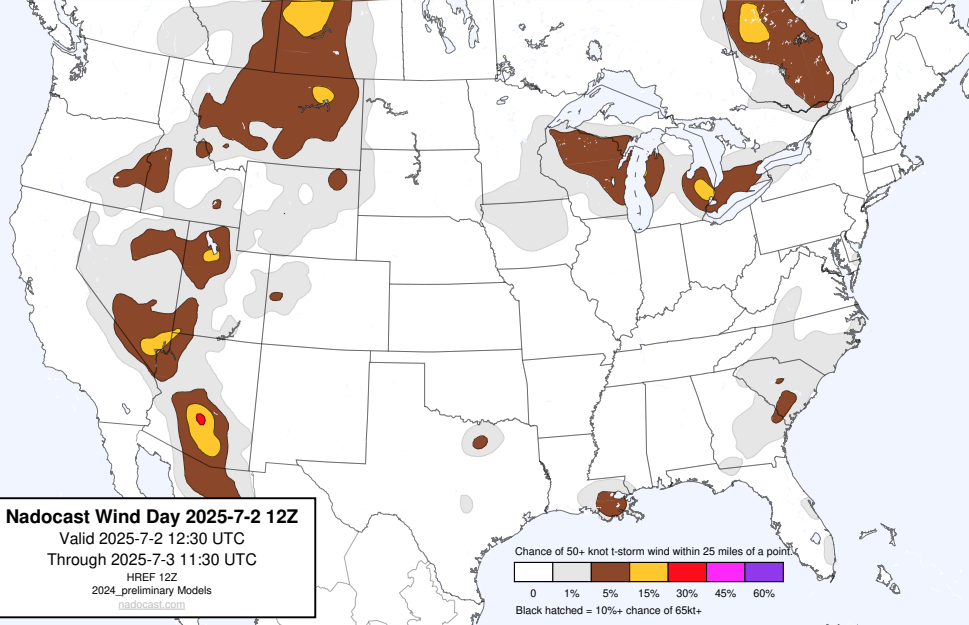 Nadocast Wind Day 2025-7-2 12Z
Valid 2025-7-2 12:30 UTC
Through 2025-7-3 11:30 UTC
HREF 12Z
2024_preliminary Models
nadocast.com
Chance of 50+ knot t-storm wind within 25 miles of a point.
0 1% 5% 15% 30% 45% 60%
Black hatched = 10%+ chance of 65kt+